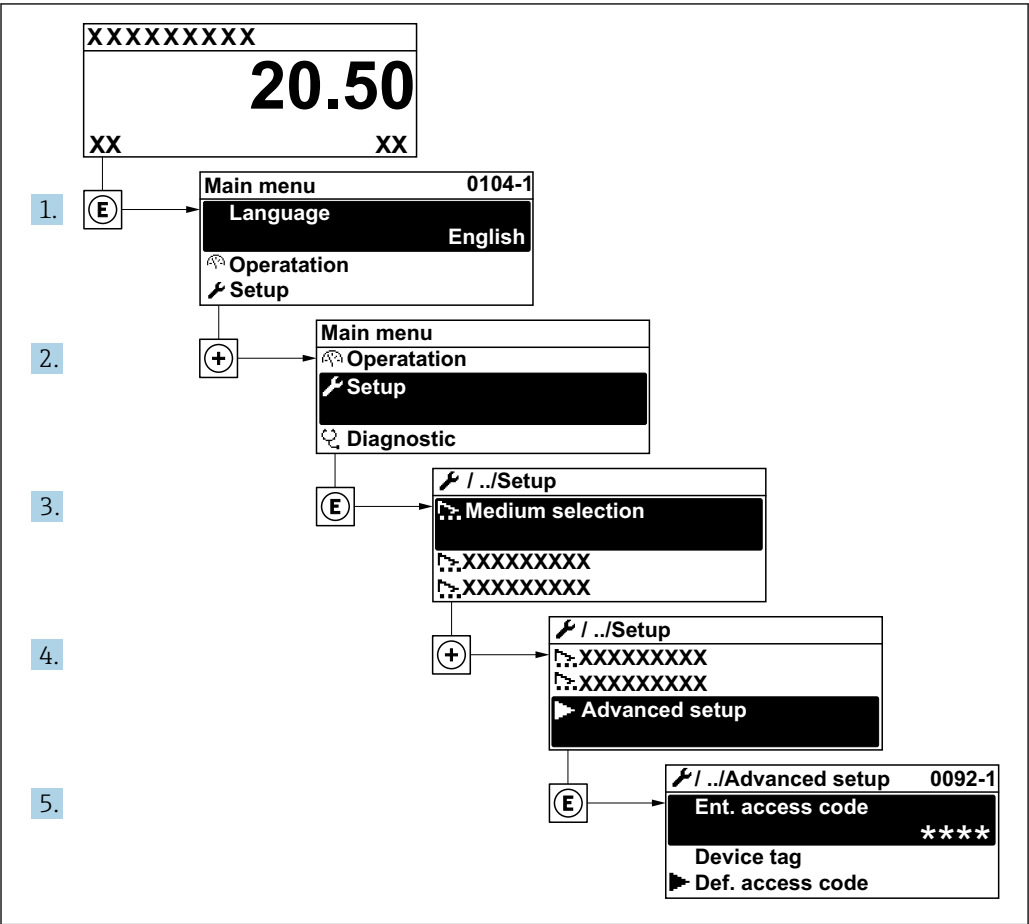 XXXXXXXXX
20.50
XX XX
1. E Main menu 0104-1
Language
English
Operatation
Setup
2. + Main menu
Operatation
Setup
Diagnostic
3. E / ../Setup
Medium selection
XXXXXXXXX
XXXXXXXXX
4. + / ../Setup
XXXXXXXXX
XXXXXXXXX
Advanced setup
5. E / ../Advanced setup 0092-1
Ent. access code
****
Device tag
Def. access code